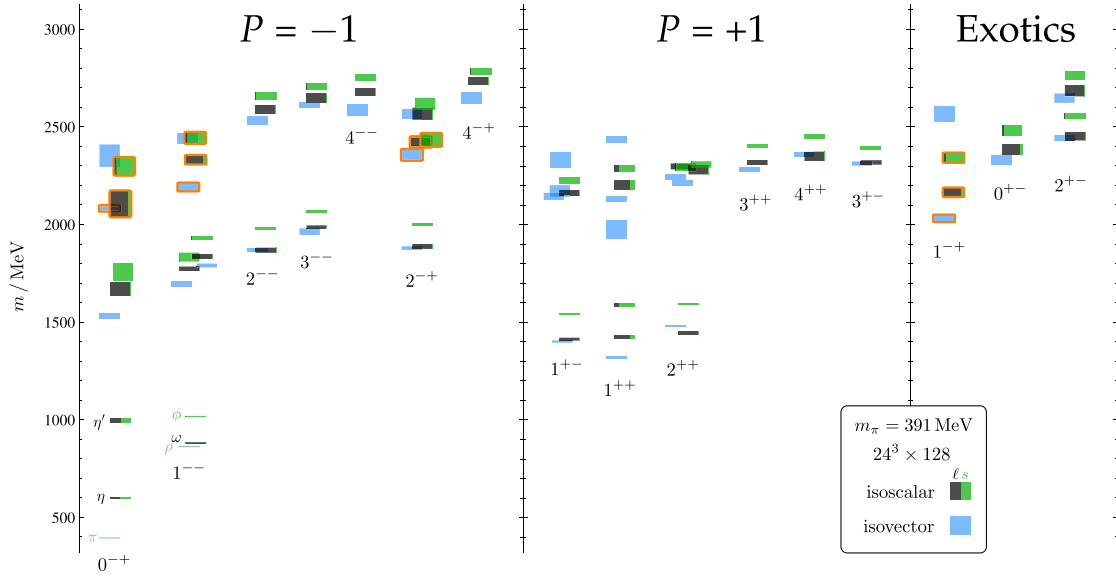 P = −1
P = +1
Exotics
3000
2500
2000
1500
1000
500
m / MeV
4⁻⁻
4⁻⁺
2⁻⁻
3⁻⁻
2⁻⁺
η′
ϕ
ω
ρ
1⁻⁻
η
π
0⁻⁺
3⁺⁺
4⁺⁺
3⁺⁻
1⁺⁻
1⁺⁺
2⁺⁺
1⁻⁺
0⁺⁻
2⁺⁻
m_π = 391 MeV
24³ × 128
ℓ s
isoscalar
isovector